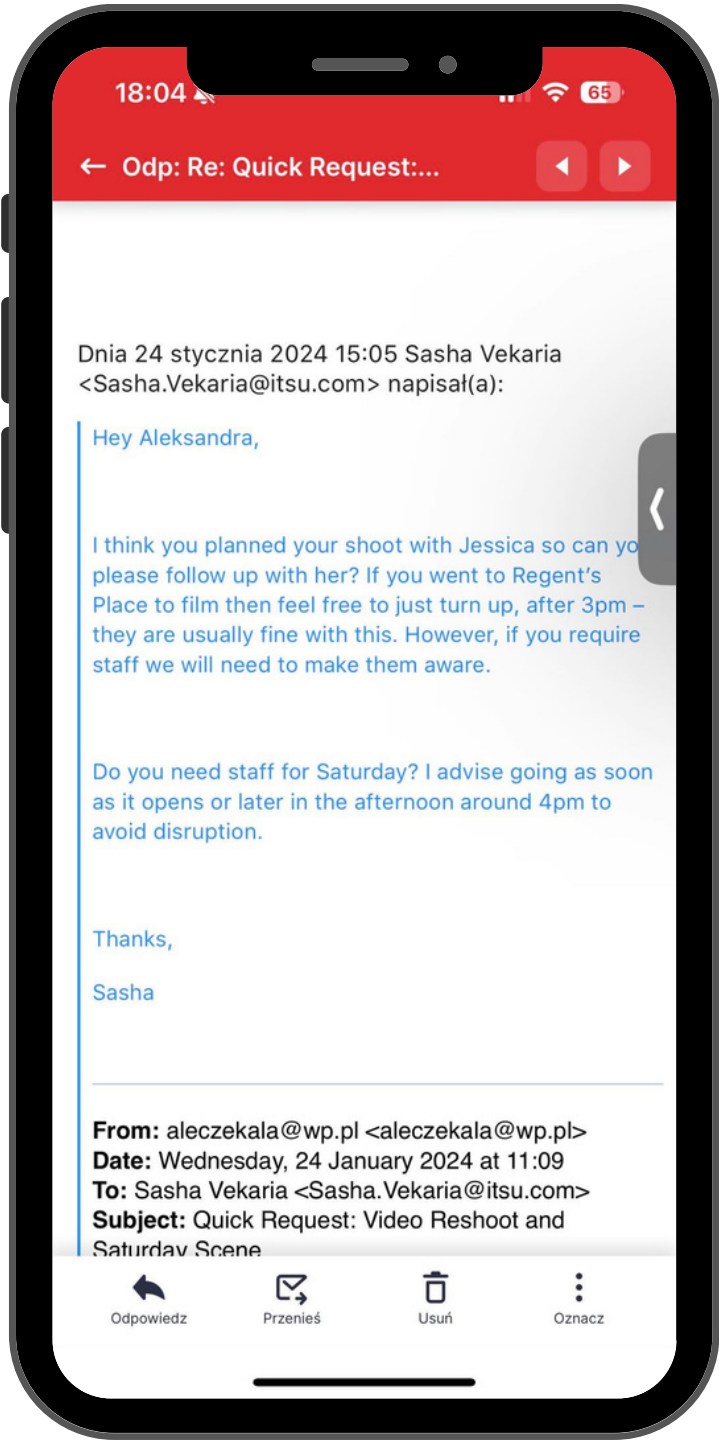 18:04
65
Odp: Re: Quick Request:...
Dnia 24 stycznia 2024 15:05 Sasha Vekaria
<Sasha.Vekaria@itsu.com> napisał(a):
Hey Aleksandra,
I think you planned your shoot with Jessica so can yo
please follow up with her? If you went to Regent’s
Place to film then feel free to just turn up, after 3pm –
they are usually fine with this. However, if you require
staff we will need to make them aware.
Do you need staff for Saturday? I advise going as soon
as it opens or later in the afternoon around 4pm to
avoid disruption.
Thanks,
Sasha
From: aleczekala@wp.pl <aleczekala@wp.pl>
Date: Wednesday, 24 January 2024 at 11:09
To: Sasha Vekaria <Sasha.Vekaria@itsu.com>
Subject: Quick Request: Video Reshoot and
Saturday Scene
Odpowiedz
Przenieś
Usuń
Oznacz